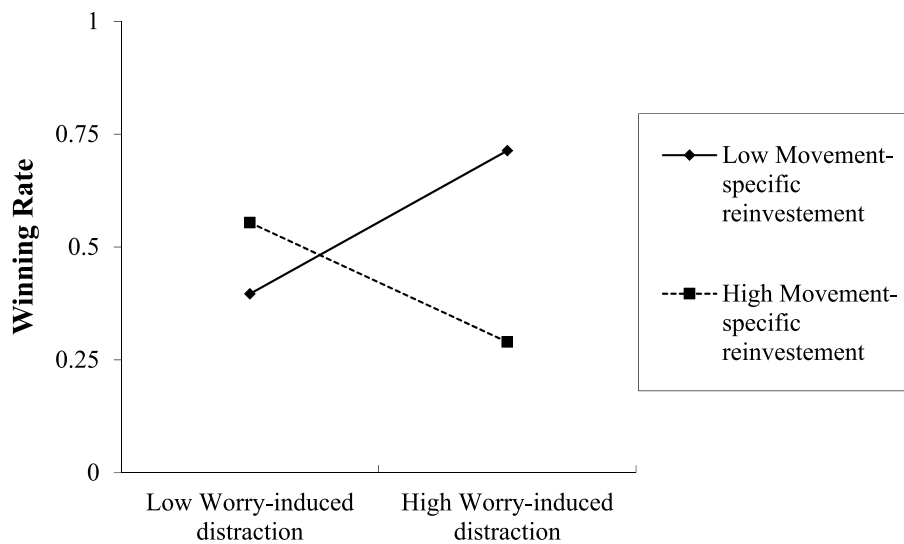 1
0.75
0.5
0.25
0
Winning Rate
Low Worry-induced
distraction
High Worry-induced
distraction
Low Movement-
specific
reinvestement
High Movement-
specific
reinvestement